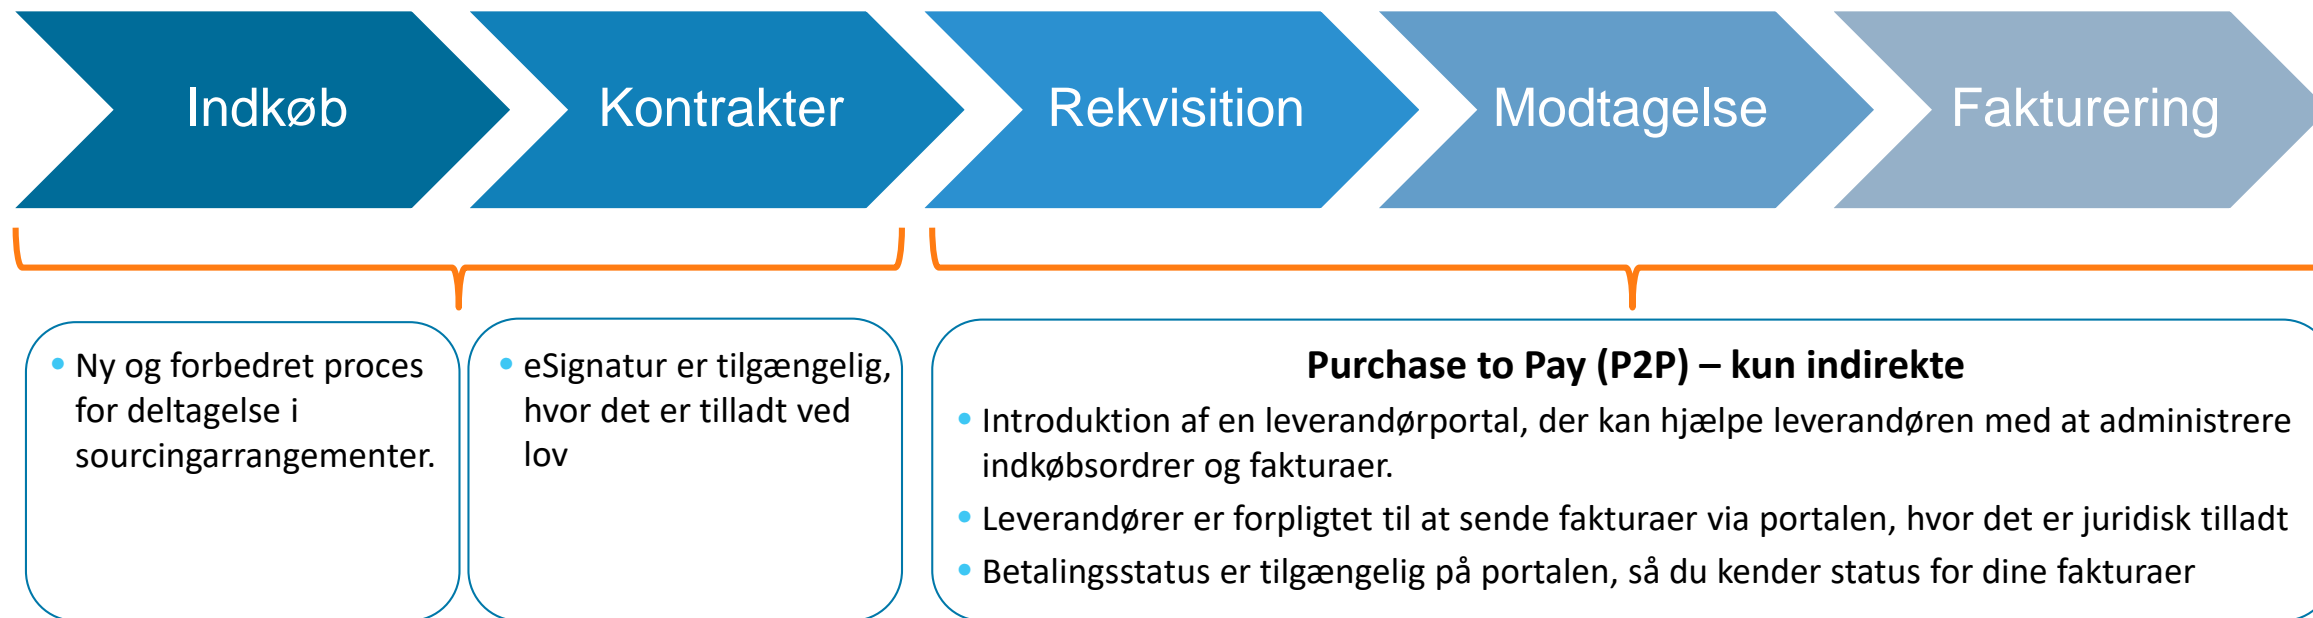 Indkøb
Kontrakter
Rekvisition
Modtagelse
Fakturering
• Ny og forbedret proces
for deltagelse i
sourcingarrangementer.
• eSignatur er tilgængelig,
hvor det er tilladt ved
lov
Purchase to Pay (P2P) – kun indirekte
• Introduktion af en leverandørportal, der kan hjælpe leverandøren med at administrere
indkøbsordrer og fakturaer.
• Leverandører er forpligtet til at sende fakturaer via portalen, hvor det er juridisk tilladt
• Betalingsstatus er tilgængelig på portalen, så du kender status for dine fakturaer